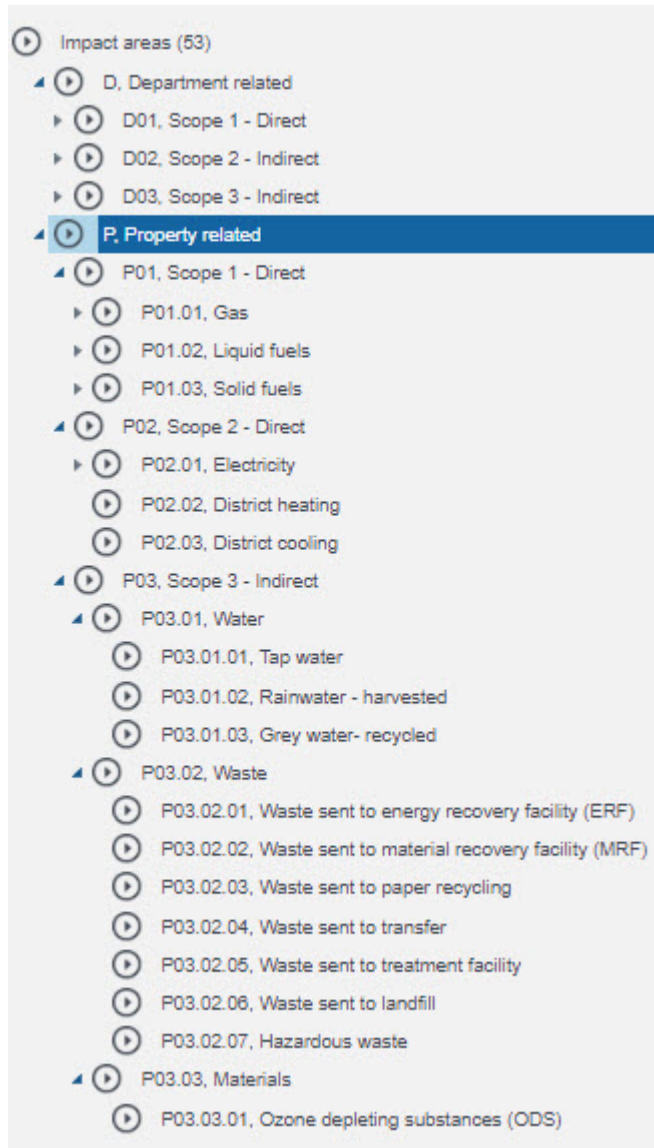 Impact areas (53)
D, Department related
D01, Scope 1 - Direct
D02, Scope 2 - Indirect
D03, Scope 3 - Indirect
P, Property related
P01, Scope 1 - Direct
P01.01, Gas
P01.02, Liquid fuels
P01.03, Solid fuels
P02, Scope 2 - Direct
P02.01, Electricity
P02.02, District heating
P02.03, District cooling
P03, Scope 3 - Indirect
P03.01, Water
P03.01.01, Tap water
P03.01.02, Rainwater - harvested
P03.01.03, Grey water- recycled
P03.02, Waste
P03.02.01, Waste sent to energy recovery facility (ERF)
P03.02.02, Waste sent to material recovery facility (MRF)
P03.02.03, Waste sent to paper recycling
P03.02.04, Waste sent to transfer
P03.02.05, Waste sent to treatment facility
P03.02.06, Waste sent to landfill
P03.02.07, Hazardous waste
P03.03, Materials
P03.03.01, Ozone depleting substances (ODS)